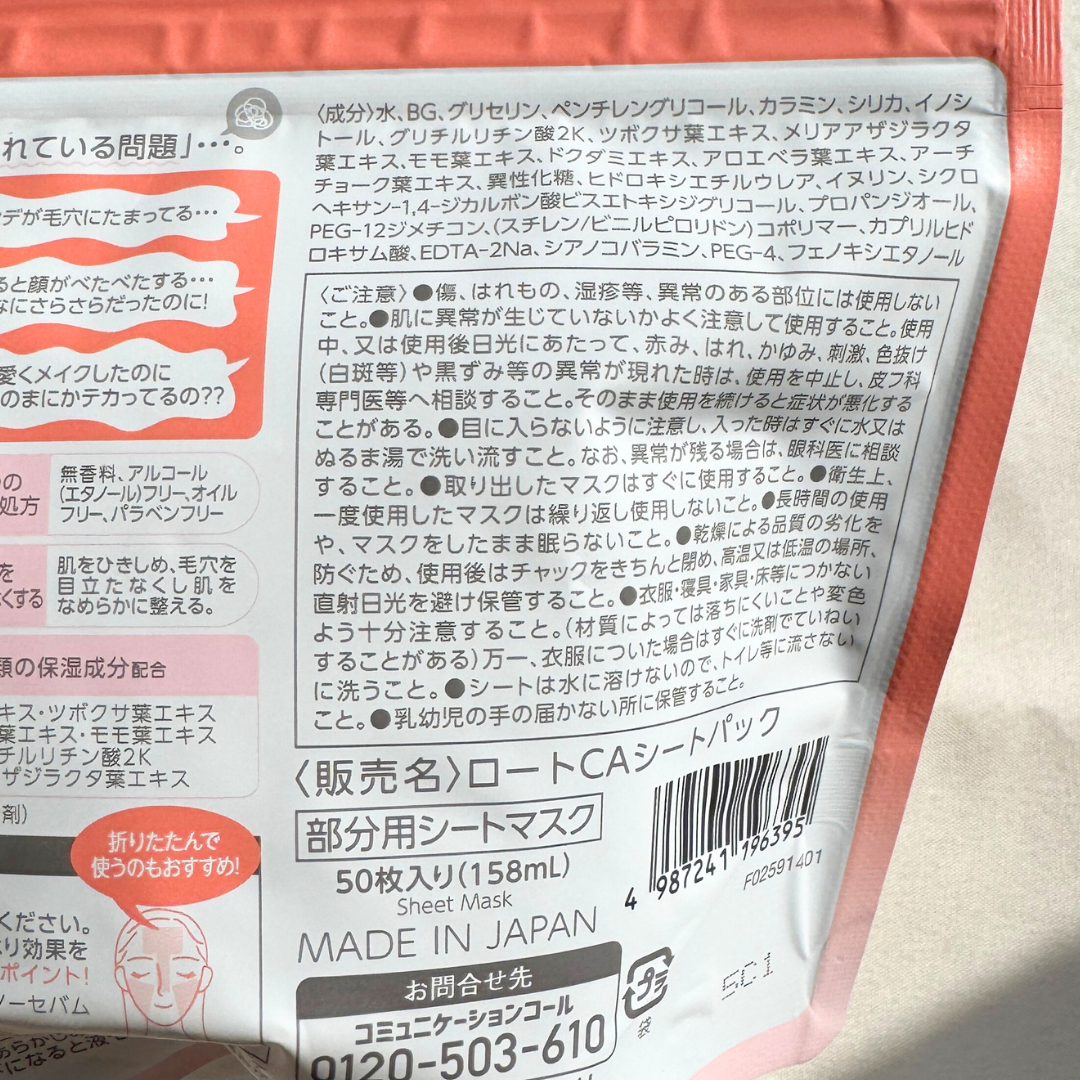 れている問題」…。
デが毛穴にたまってる…
ると顔がべたべたする…
なにさらさらだったのに!
愛くメイクしたのに
のまにかテカってるの??
の
処方
無香料、アルコール
(エタノール)フリー、オイル
フリー、パラベンフリー
を
くする
肌をひきしめ、毛穴を
目立たなくし肌を
なめらかに整える。
類の保湿成分配合
キス・ツボクサ葉エキス
葉エキス・モモ葉エキス
チルリチン酸2K
ザジラクタ葉エキス
剤)
折りたたんで
使うのもおすすめ!
ください。
り効果を
ポイント!
ノーセバム
〈成分〉水、BG、グリセリン、ペンチレングリコール、カラミン、シリカ、イノシ
トール、グリチルリチン酸2K、ツボクサ葉エキス、メリアアザジラクタ
葉エキス、モモ葉エキス、ドクダミエキス、アロエベラ葉エキス、アーチ
チョーク葉エキス、異性化糖、ヒドロキシエチルウレア、イヌリン、シクロ
ヘキサン-1,4-ジカルボン酸ビスエトキシジグリコール、プロパンジオール、
PEG-12ジメチコン、(スチレン/ビニルピロリドン)コポリマー、カプリルヒド
ロキサム酸、EDTA-2Na、シアノコバラミン、PEG-4、フェノキシエタノール
〈ご注意〉●傷、はれもの、湿疹等、異常のある部位には使用しない
こと。●肌に異常が生じていないかよく注意して使用すること。使用
中、又は使用後日光にあたって、赤み、はれ、かゆみ、刺激、色抜け
(白斑等)や黒ずみ等の異常が現れた時は、使用を中止し、皮フ科
専門医等へ相談すること。そのまま使用を続けると症状が悪化する
ことがある。●目に入らないように注意し、入った時はすぐに水又は
ぬるま湯で洗い流すこと。なお、異常が残る場合は、眼科医に相談
すること。●取り出したマスクはすぐに使用すること。●衛生上、
一度使用したマスクは繰り返し使用しないこと。●長時間の使用
や、マスクをしたまま眠らないこと。●乾燥による品質の劣化を
防ぐため、使用後はチャックをきちんと閉め、高温又は低温の場所、
直射日光を避け保管すること。●衣服・寝具・家具・床等につかない
よう十分注意すること。(材質によっては落ちにくいことや変色
することがある)万一、衣服についた場合はすぐに洗剤でていねい
に洗うこと。●シートは水に溶けないので、トイレ等に流さない
こと。●乳幼児の手の届かない所に保管すること。
〈販売名〉ロートCAシートパック
部分用シートマスク
50枚入り(158mL)
Sheet Mask
MADE IN JAPAN
4 987241 196395
F02591401
お問合せ先
コミュニケーションコール
0120-503-610
プラ
袋
SC1